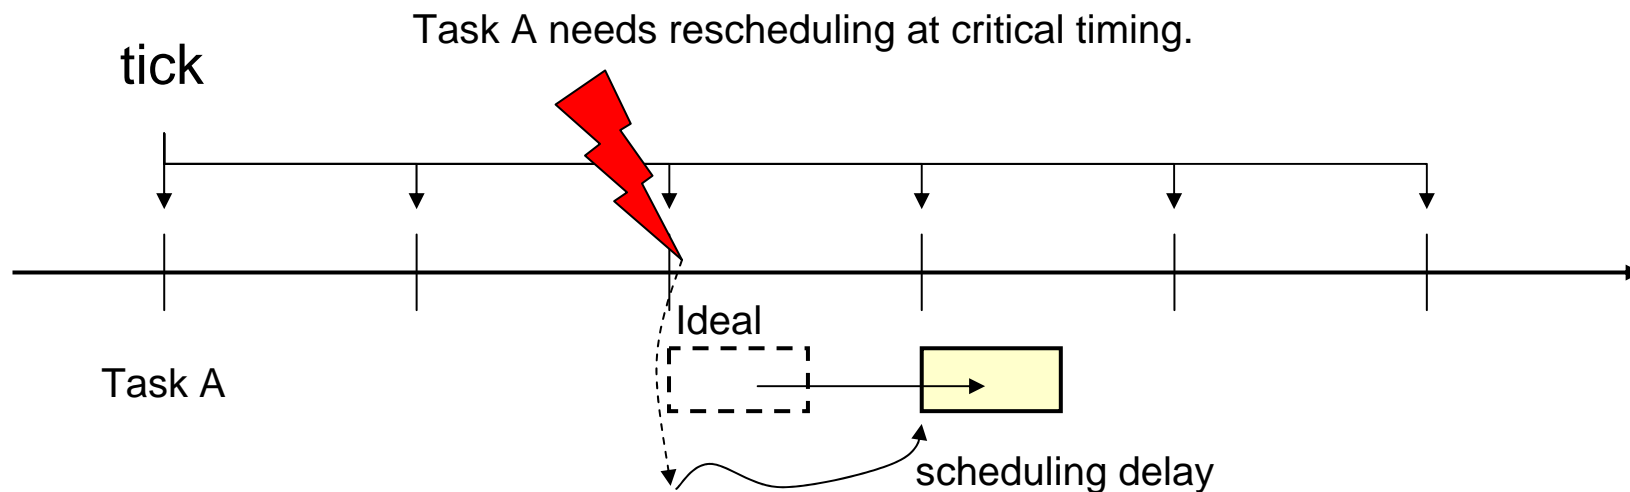 Task A needs rescheduling at critical timing.
tick
Ideal
Task A
scheduling delay